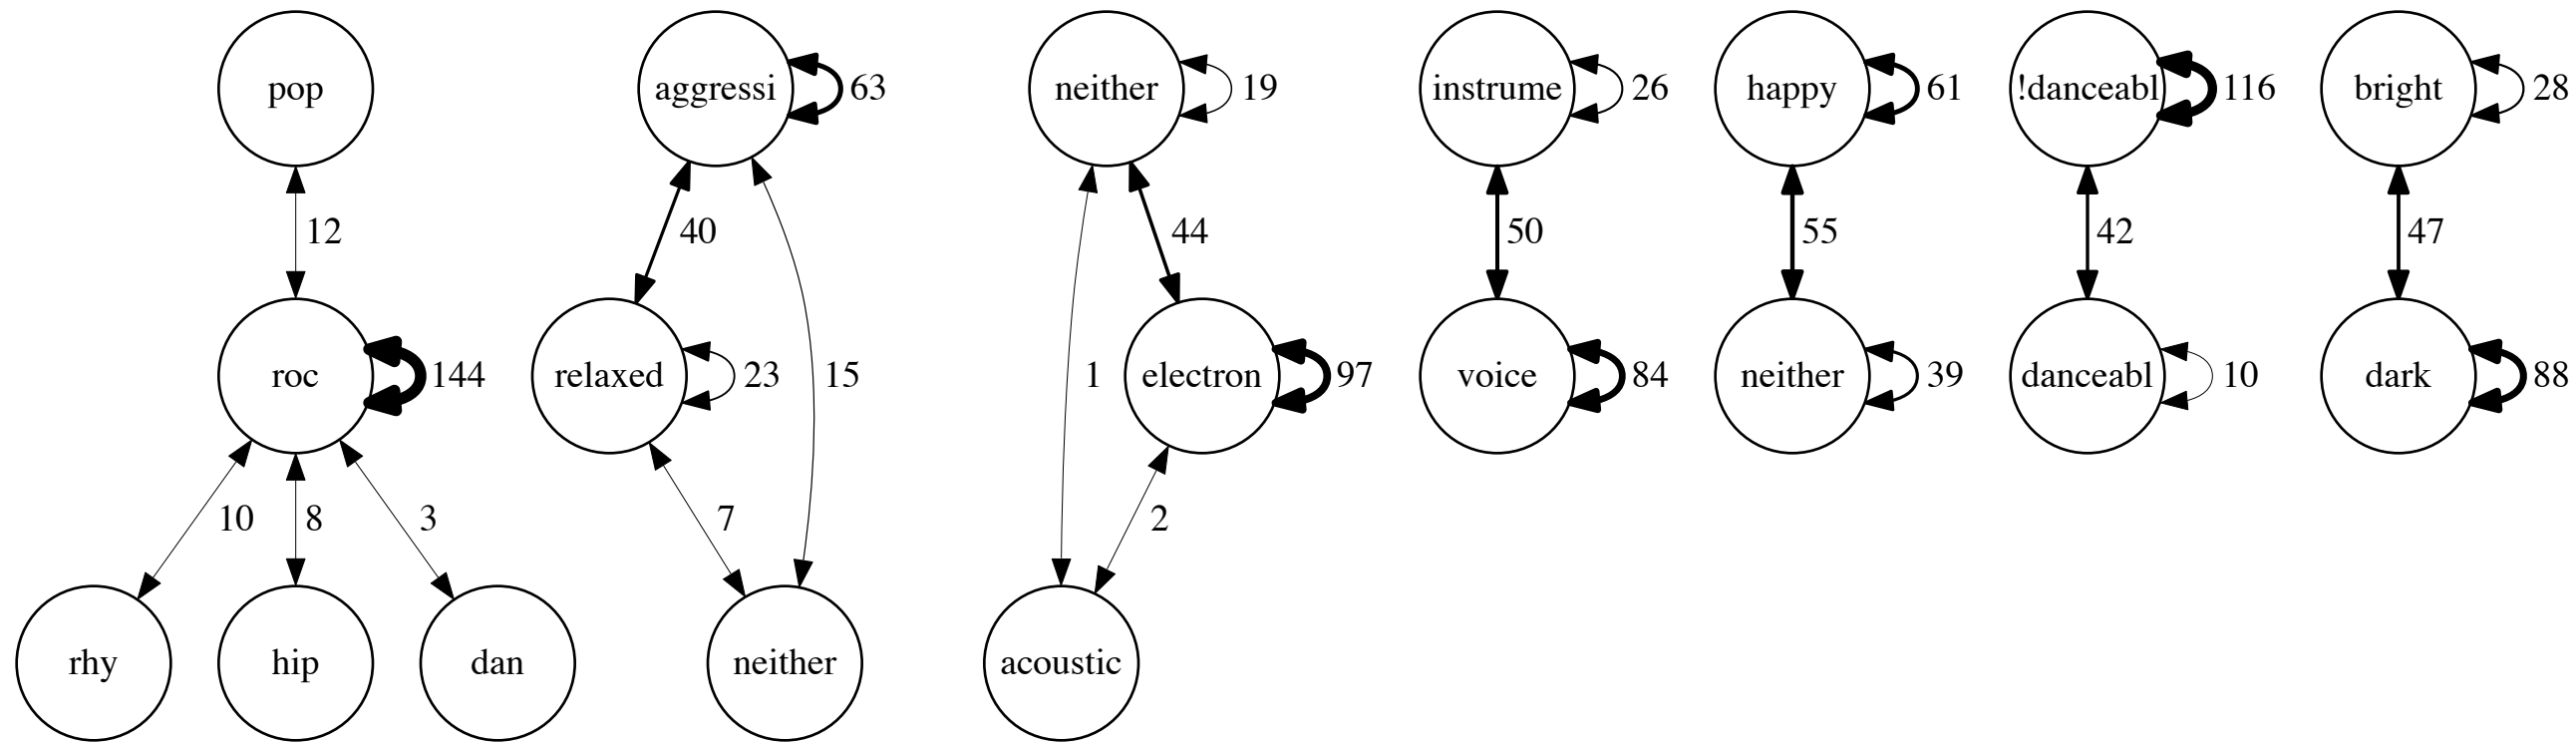 pop
aggressi
63
neither
19
instrume
26
happy
61
!danceabl
116
bright
28
12
40
44
50
55
42
47
roc
144
relaxed
23
15
1
electron
97
voice
84
neither
39
danceabl
10
dark
88
10
8
3
7
2
rhy
hip
dan
neither
acoustic